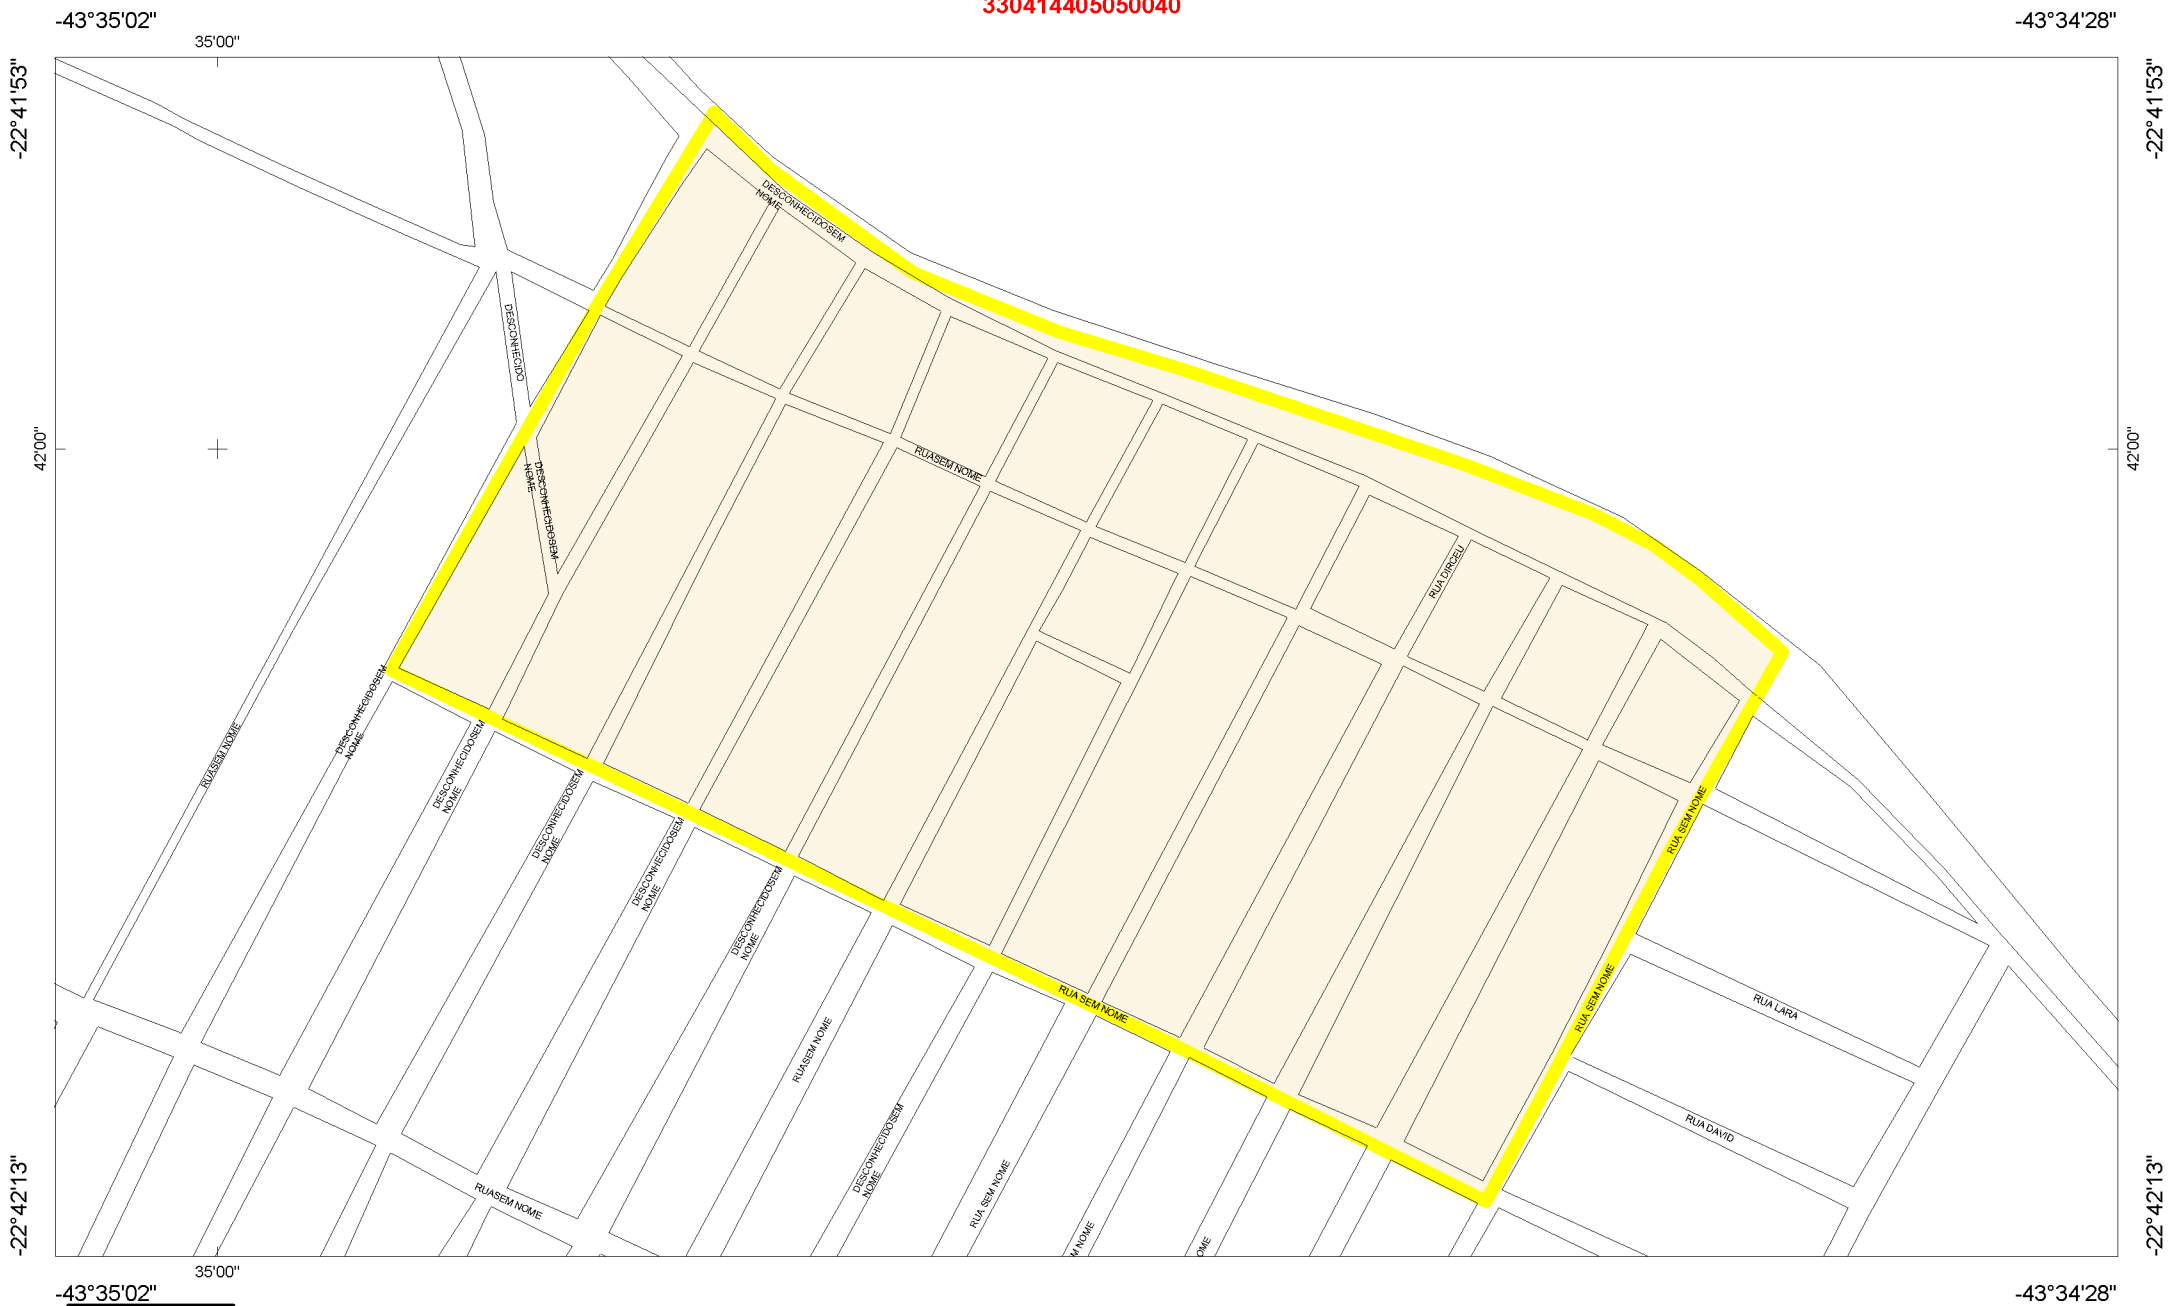 330414405050040
-43°35'02"
-43°34'28"
35'00"
-22°41'53"
-22°41'53"
DESCONHECIDOSEM
NOME
DESCONHECIDO
42'00"
42'00"
RUASEM NOME
DESCONHECIDOSEM
NOME
RUA DIRCEU
DESCONHECIDOSEM
NOME
RUASEM NOME
DESCONHECIDOSEM
NOME
DESCONHECIDOSEM
NOME
RUA SEM NOME
DESCONHECIDOSEM
NOME
DESCONHECIDOSEM
NOME
RUA SEM NOME
RUA SEM NOME
RUA LARA
RUASEM NOME
RUA DAVID
DESCONHECIDOSEM
NOME
RUA SEM NOME
RUASEM NOME
M NOME
OME
-22°42'13"
-22°42'13"
35'00"
-43°35'02"
-43°34'28"